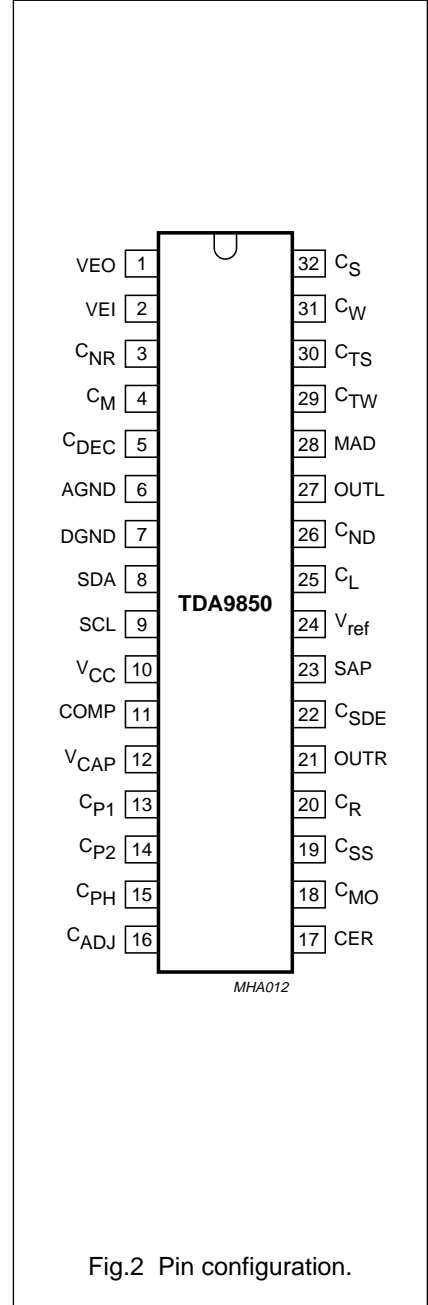 VEO 1 32 CS
VEI 2 31 CW
CNR 3 30 CTS
CM 4 29 CTW
CDEC 5 28 MAD
AGND 6 27 OUTL
DGND 7 26 CND
SDA 8 25 CL
TDA9850
SCL 9 24 Vref
VCC 10 23 SAP
COMP 11 22 CSDE
VCAP 12 21 OUTR
CP1 13 20 CR
CP2 14 19 CSS
CPH 15 18 CMO
CADJ 16 17 CER
MHA012
Fig.2 Pin configuration.